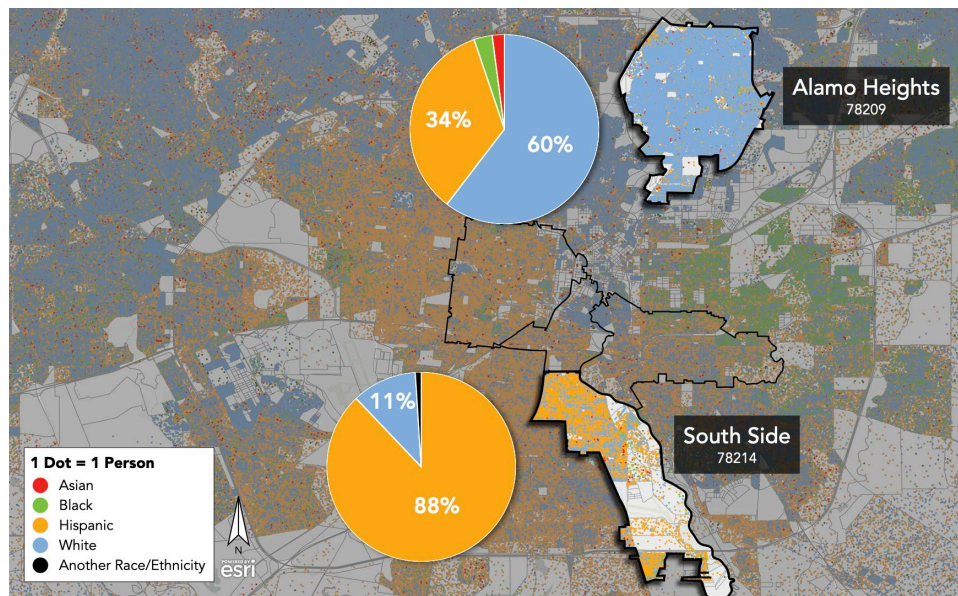 34%
60%
Alamo Heights
78209
11%
88%
South Side
78214
1 Dot = 1 Person
Asian
Black
Hispanic
White
Another Race/Ethnicity
N
POWERED BY
esri